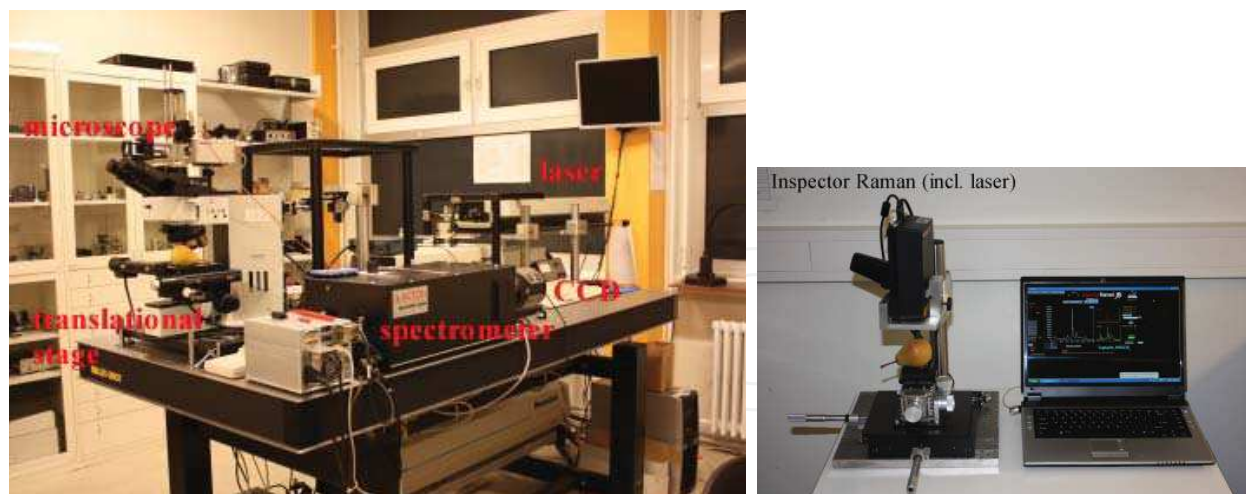 microscope
laser
CCD
translational
stage
spectrometer
Inspector Raman (incl. laser)